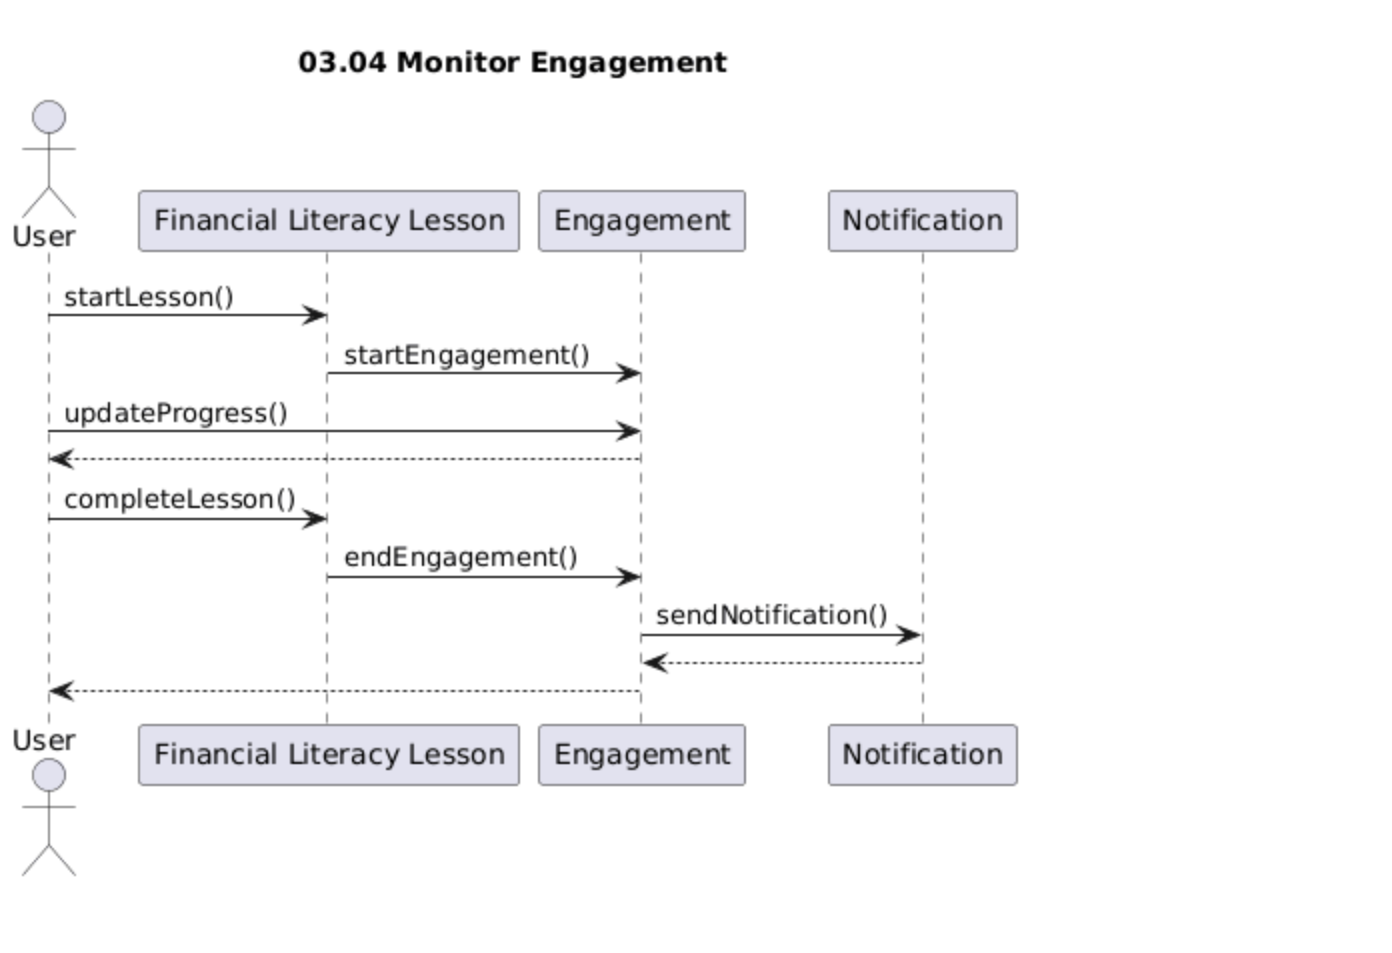 03.04 Monitor Engagement
User
Financial Literacy Lesson
Engagement
Notification
startLesson()
startEngagement()
updateProgress()
completeLesson()
endEngagement()
sendNotification()
User
Financial Literacy Lesson
Engagement
Notification